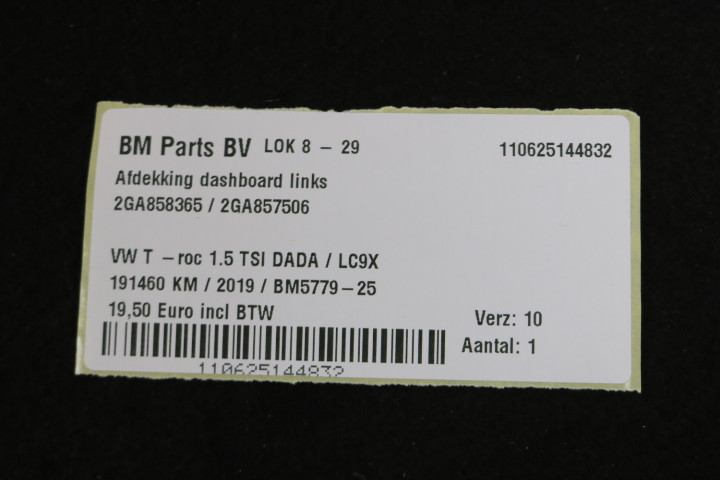 BM Parts BV LOK 8 - 29 110625144832
Afdekking dashboard links
2GA858365 / 2GA857506
VW T -roc 1.5 TSI DADA / LC9X
191460 KM / 2019 / BM5779-25
19,50 Euro incl BTW
Verz: 10
Aantal: 1
110625144832